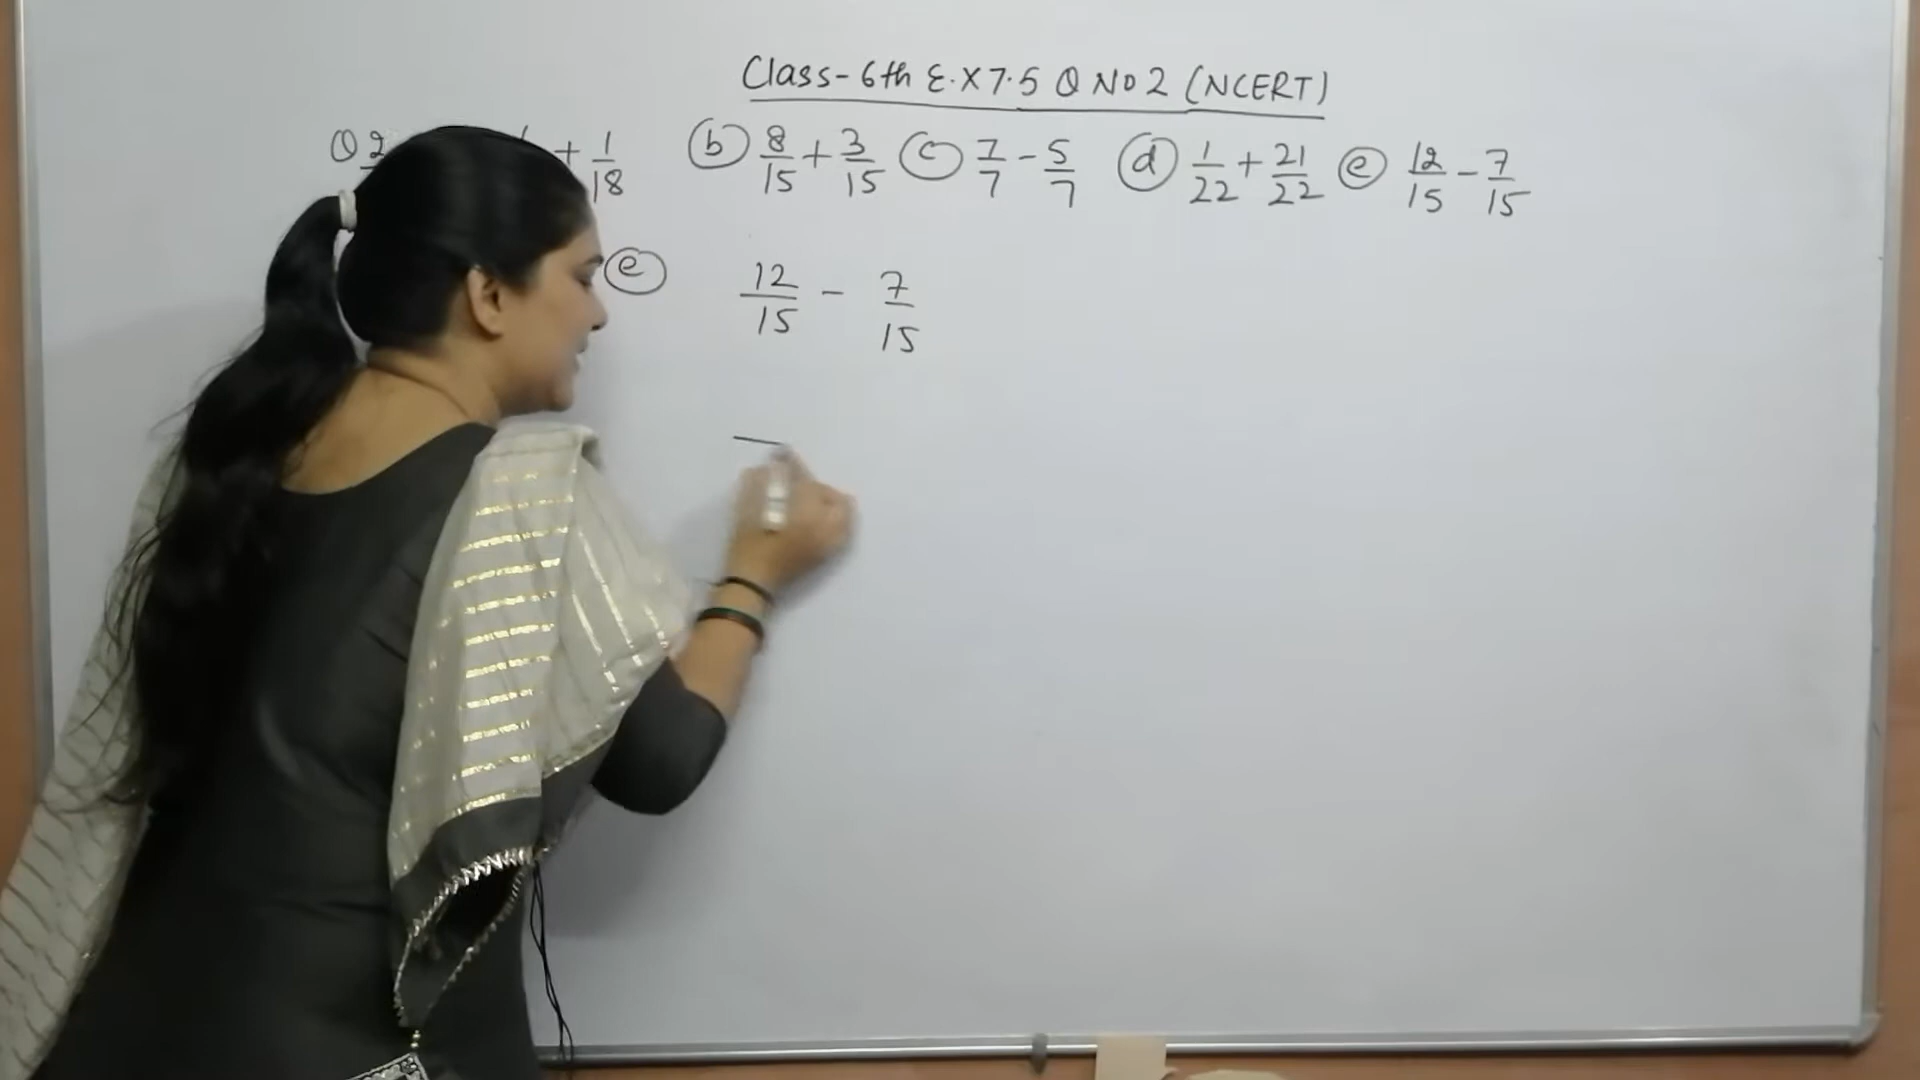 Class-6th E.X 7.5 Q NO 2 (NCERT)
Q 2 + 1/18 (b) 8/15 + 3/15 (c) 7/7 - 5/7 (d) 1/22 + 21/22 (e) 12/15 - 7/15
(e) 12/15 - 7/15